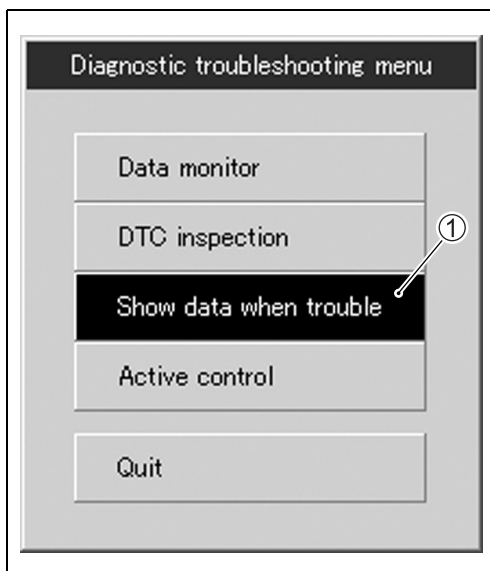 Diagnostic troubleshooting menu
Data monitor
DTC inspection
①
Show data when trouble
Active control
Quit